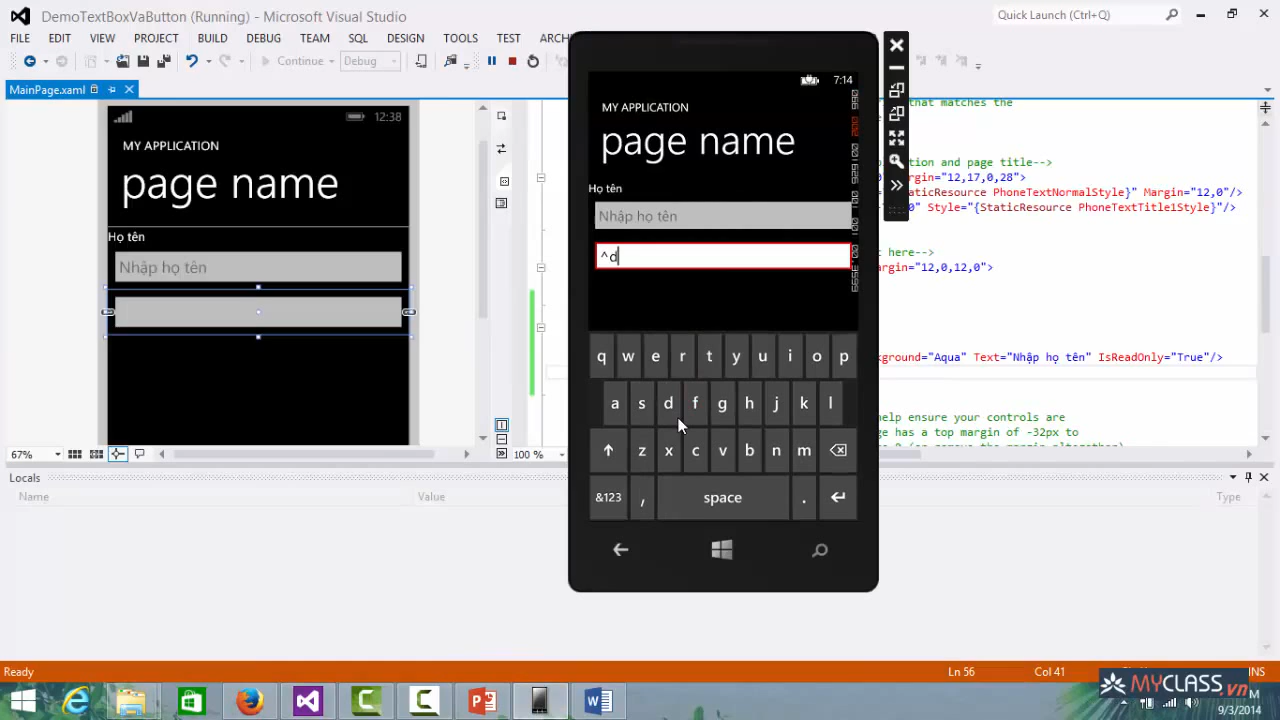 DemoTextBoxVaButton (Running) - Microsoft Visual Studio
Quick Launch (Ctrl+Q)
FILE EDIT VIEW PROJECT BUILD DEBUG TEAM SQL DESIGN TOOLS TEST
Continue Debug
MainPage.xaml
12:38
MY APPLICATION
page name
Họ tên
Nhập họ tên
67%
7:14
MY APPLICATION
page name
Họ tên
Nhập họ tên
^d
q w e r t y u i o p
a s d f g h j k l
z x c v b n m
&123 , space .
that matches the
ction and page title-->
argin="12,17,0,28">
StaticResource PhoneTextNormalStyle}" Margin="12,0"/>
0" Style="{StaticResource PhoneTextTitle1Style}"/>
here-->
argin="12,0,12,0">
kground="Aqua" Text="Nhập họ tên" IsReadOnly="True"/>
help ensure your controls are
ge has a top margin of -32px to
100 %
Locals
Name Value Type
Ready Ln 56 Col 41
MYCLASS.vn
9/3/2014